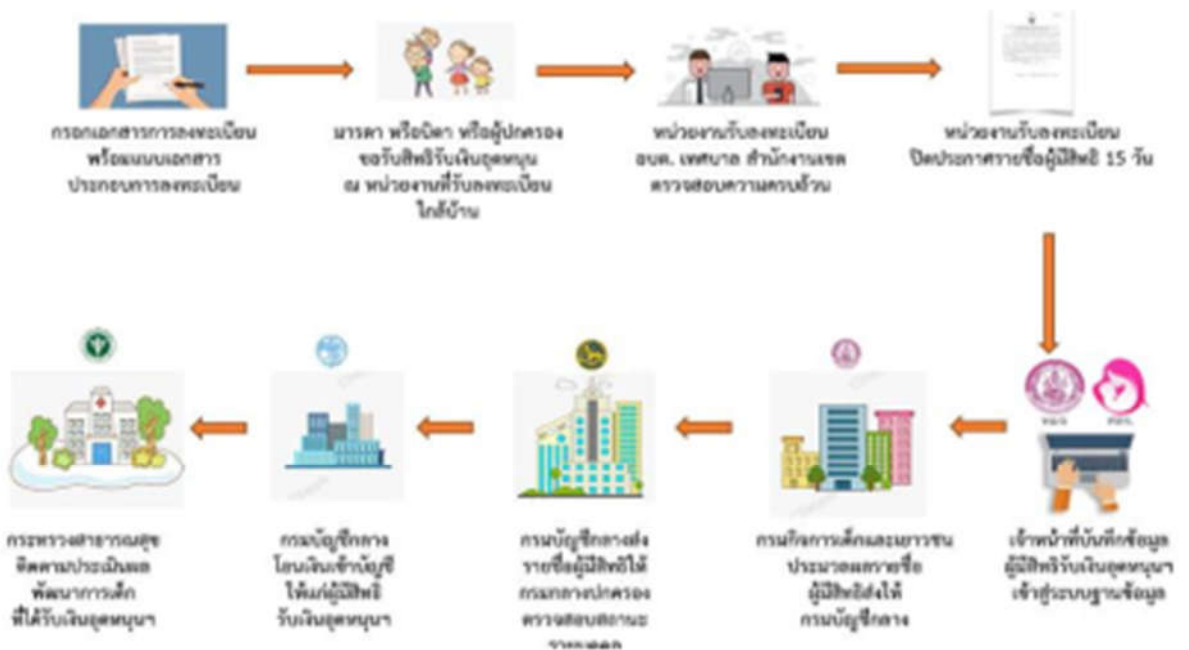 กรอกเอกสารการลงทะเบียน
พร้อมแนบเอกสาร
ประกอบการลงทะเบียน
มารดา หรือบิดา หรือผู้ปกครอง
ขอรับสิทธิรับเงินอุดหนุน
ณ หน่วยงานที่รับลงทะเบียน
ใกล้บ้าน
หน่วยงานรับลงทะเบียน
อบต. เทศบาล สำนักงานเขต
ตรวจสอบความครบถ้วน
หน่วยงานรับลงทะเบียน
ปิดประกาศรายชื่อผู้มีสิทธิ 15 วัน
เจ้าหน้าที่บันทึกข้อมูล
ผู้มีสิทธิรับเงินอุดหนุนฯ
เข้าสู่ระบบฐานข้อมูล
กรมกิจการเด็กและเยาวชน
ประมวลผลรายชื่อ
ผู้มีสิทธิส่งให้
กรมบัญชีกลาง
กรมบัญชีกลางส่ง
รายชื่อผู้มีสิทธิให้
กรมการปกครอง
ตรวจสอบสถานะ
รายบุคคล
กรมบัญชีกลาง
โอนเงินเข้าบัญชี
ให้แก่ผู้มีสิทธิ
รับเงินอุดหนุนฯ
กระทรวงสาธารณสุข
ติดตามประเมินผล
พัฒนาการเด็ก
ที่ได้รับเงินอุดหนุนฯ